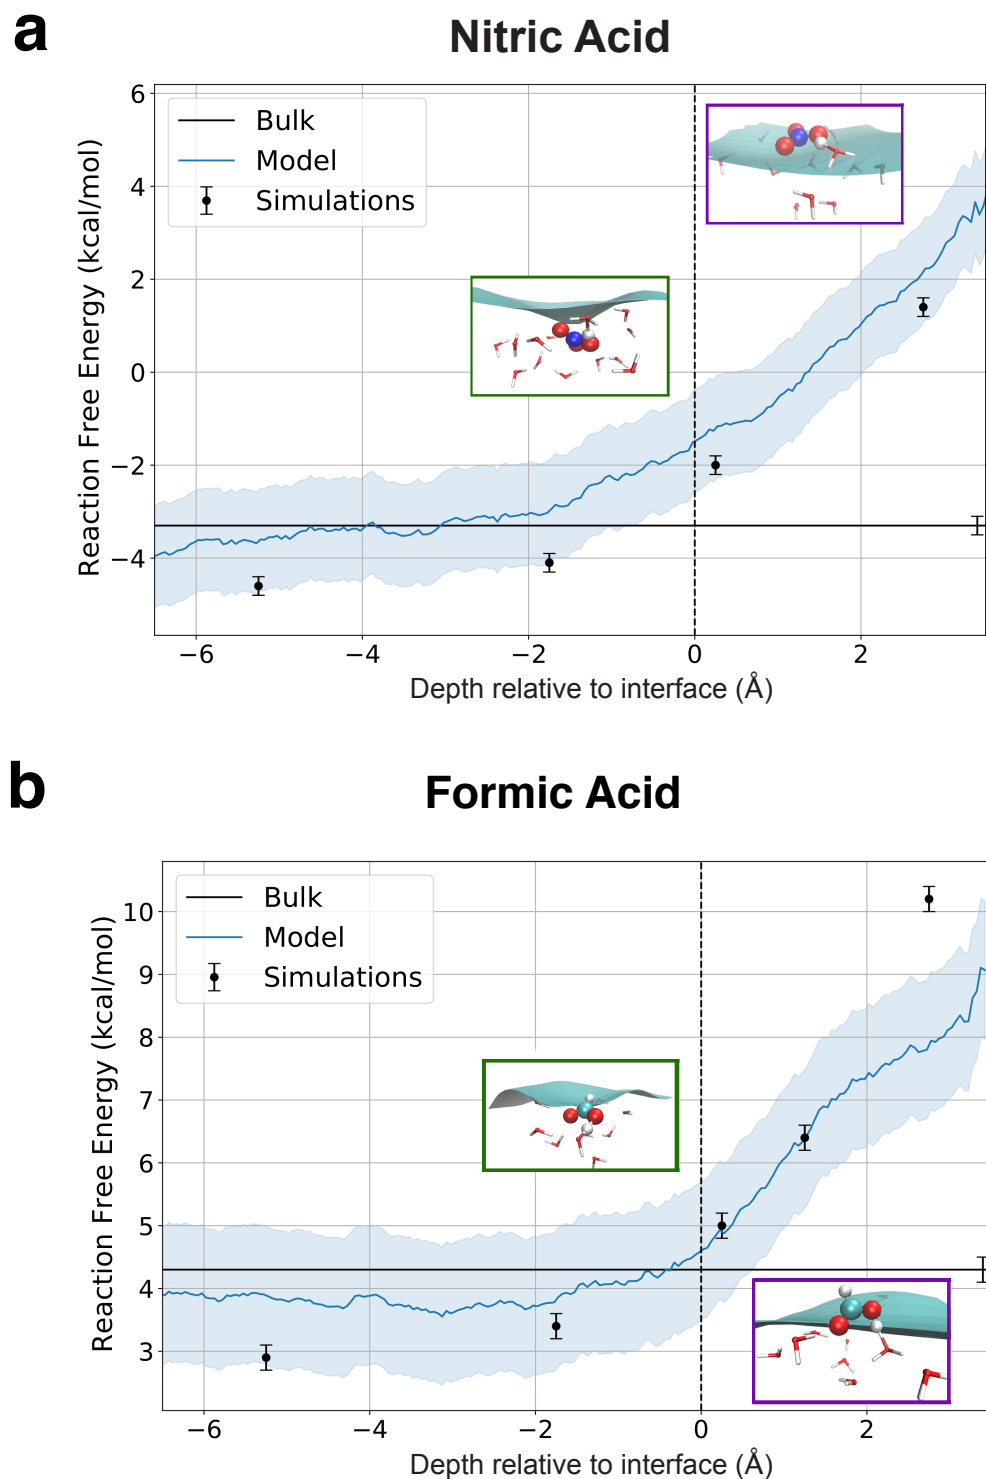 a
Nitric Acid
Reaction Free Energy (kcal/mol)
6
4
2
0
−2
−4
Bulk
Model
Simulations
−6 −4 −2 0 2
Depth relative to interface (Å)
b
Formic Acid
Reaction Free Energy (kcal/mol)
10
9
8
7
6
5
4
3
Bulk
Model
Simulations
−6 −4 −2 0 2
Depth relative to interface (Å)